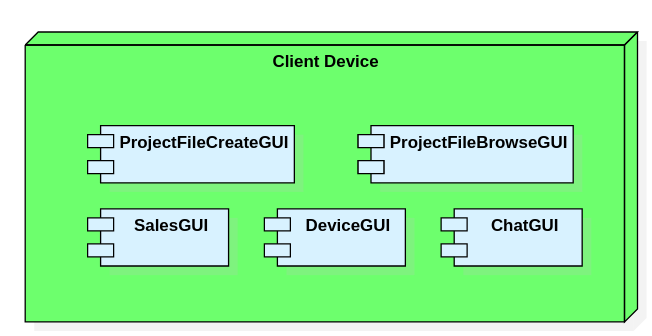 Client Device
ProjectFileCreateGUI
ProjectFileBrowseGUI
SalesGUI
DeviceGUI
ChatGUI